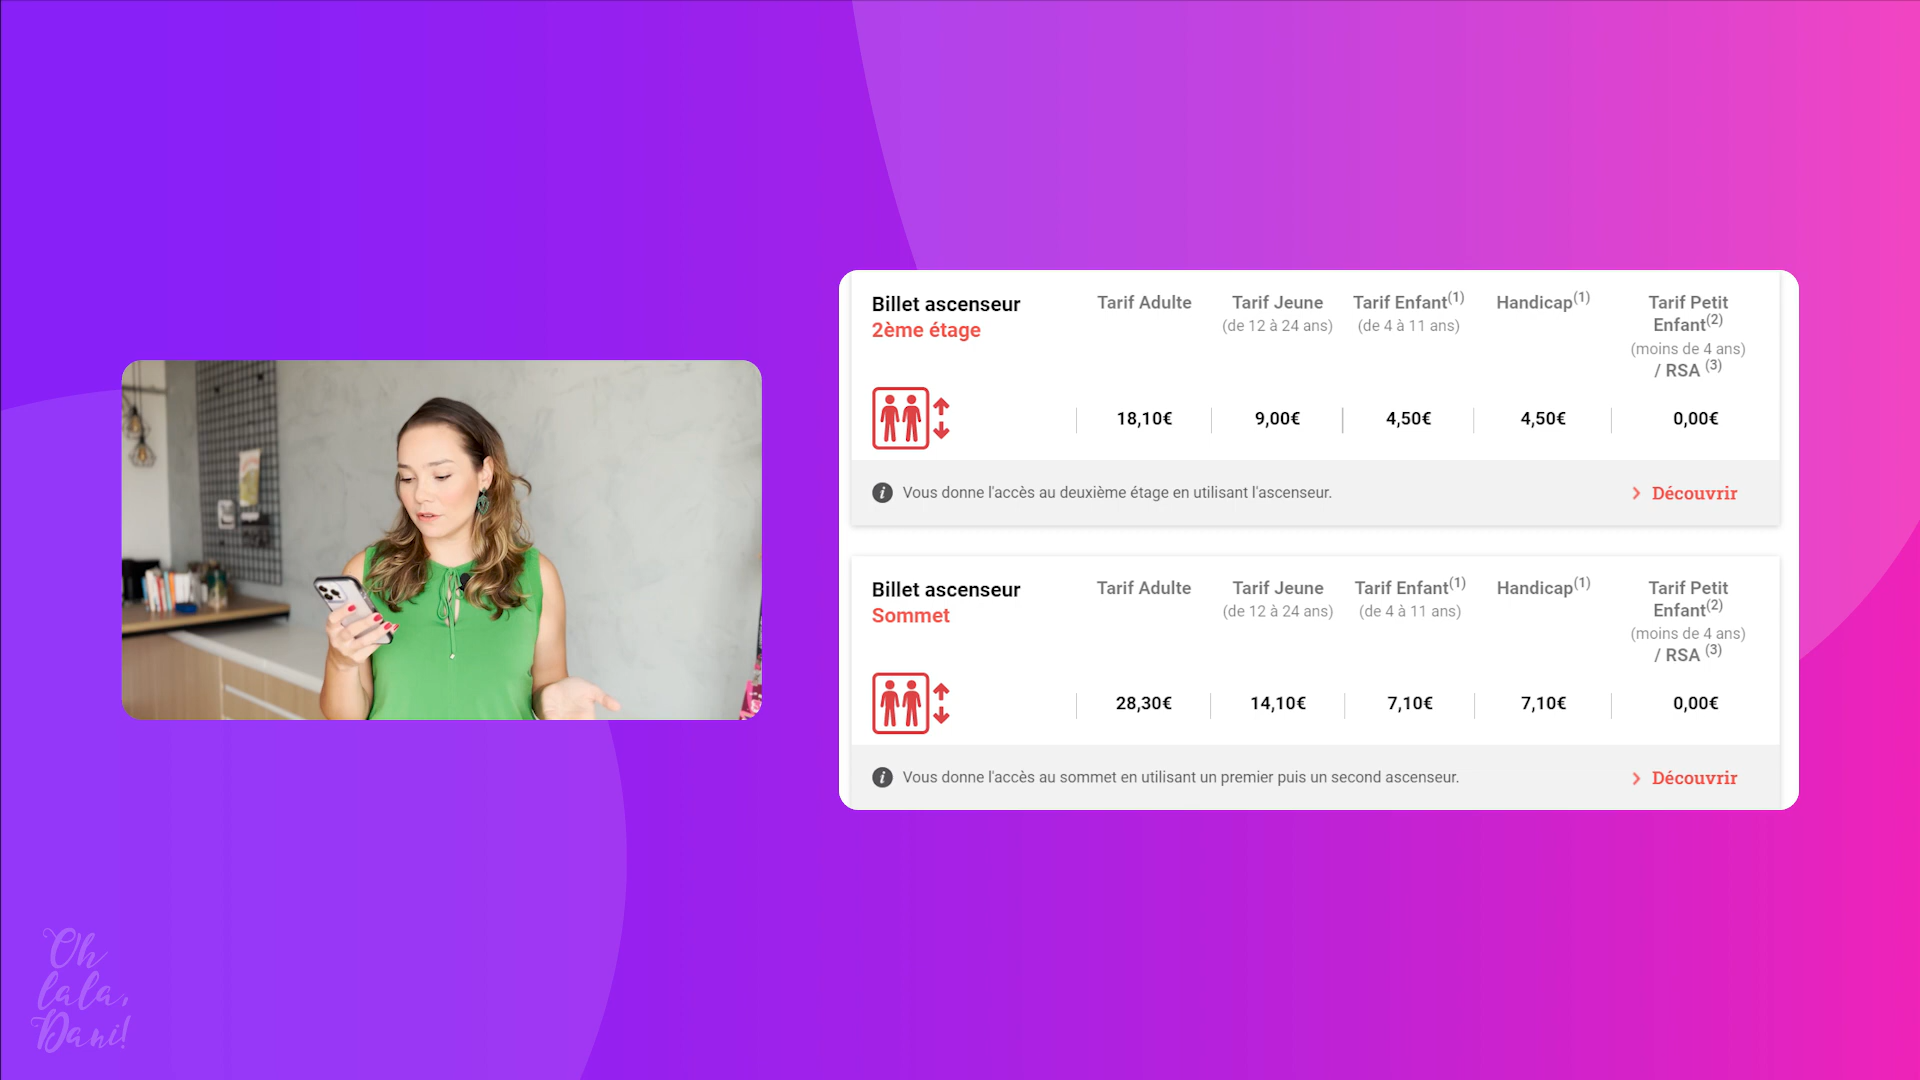 Billet ascenseur
2ème étage
Tarif Adulte
Tarif Jeune
(de 12 à 24 ans)
Tarif Enfant(1)
(de 4 à 11 ans)
Handicap(1)
Tarif Petit
Enfant(2)
(moins de 4 ans)
/ RSA (3)
18,10€
9,00€
4,50€
4,50€
0,00€
i
Vous donne l'accès au deuxième étage en utilisant l'ascenseur.
> Découvrir
Billet ascenseur
Sommet
Tarif Adulte
Tarif Jeune
(de 12 à 24 ans)
Tarif Enfant(1)
(de 4 à 11 ans)
Handicap(1)
Tarif Petit
Enfant(2)
(moins de 4 ans)
/ RSA (3)
28,30€
14,10€
7,10€
7,10€
0,00€
i
Vous donne l'accès au sommet en utilisant un premier puis un second ascenseur.
> Découvrir
Oh
lala,
Dani!